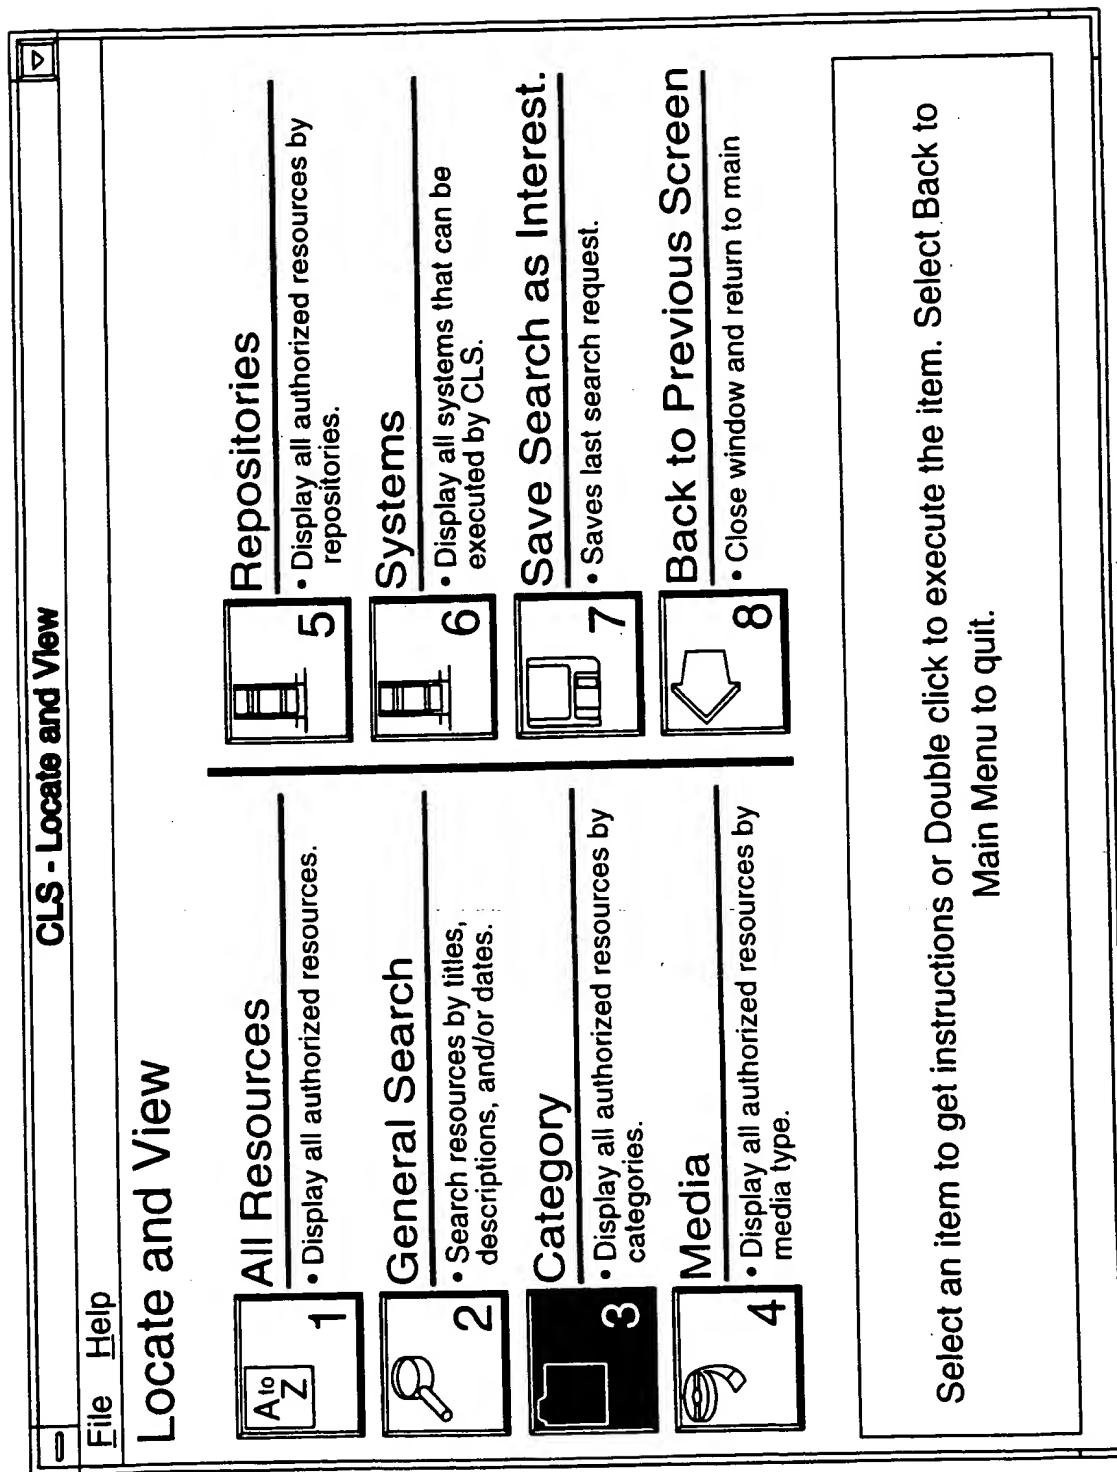 CLS - Locate and View
File Help
Locate and View
A to Z
1
All Resources
• Display all authorized resources.
2
General Search
• Search resources by titles,
descriptions, and/or dates.
3
Category
• Display all authorized resources by
categories.
4
Media
• Display all authorized resources by
media type.
5
Repositories
• Display all authorized resources by
repositories.
6
Systems
• Display all systems that can be
executed by CLS.
7
Save Search as Interest.
• Saves last search request.
8
Back to Previous Screen
• Close window and return to main
Select an item to get instructions or Double click to execute the item. Select Back to
Main Menu to quit.